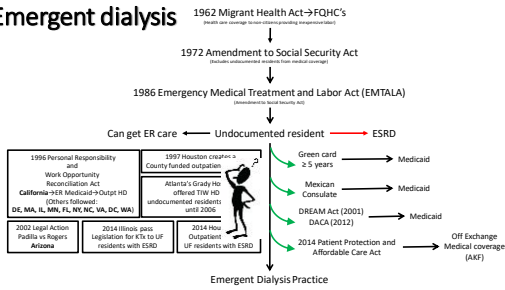 Emergent dialysis
1962 Migrant Health Act→FQHC's
(Health care coverage to non-citizens providing inexpensive labor)
1972 Amendment to Social Security Act
(Excludes undocumented residents from medical coverage)
1986 Emergency Medical Treatment and Labor Act (EMTALA)
(Amendment to Social Security Act)
Can get ER care
Undocumented resident
ESRD
1996 Personal Responsibility
and
Work Opportunity
Reconciliation Act
California→ER Medicaid→Outpt HD
(Others followed:
DE, MA, IL, MN, FL, NY, NC, VA, DC, WA)
1997 Houston creates a
County funded outpatien
Atlanta's Grady Ho
offered TIW HD
undocumented residents
until 2006
2002 Legal Action
Padilla vs Rogers
Arizona
2014 Illinois pass
Legislation for KTx to UF
residents with ESRD
2014 Hou
Outpatient
UF residents with ESRD
Green card
≥ 5 years
Medicaid
Mexican
Consulate
Medicaid
DREAM Act (2001)
DACA (2012)
Medicaid
2014 Patient Protection and
Affordable Care Act
Off Exchange
Medical coverage
(AKF)
Emergent Dialysis Practice